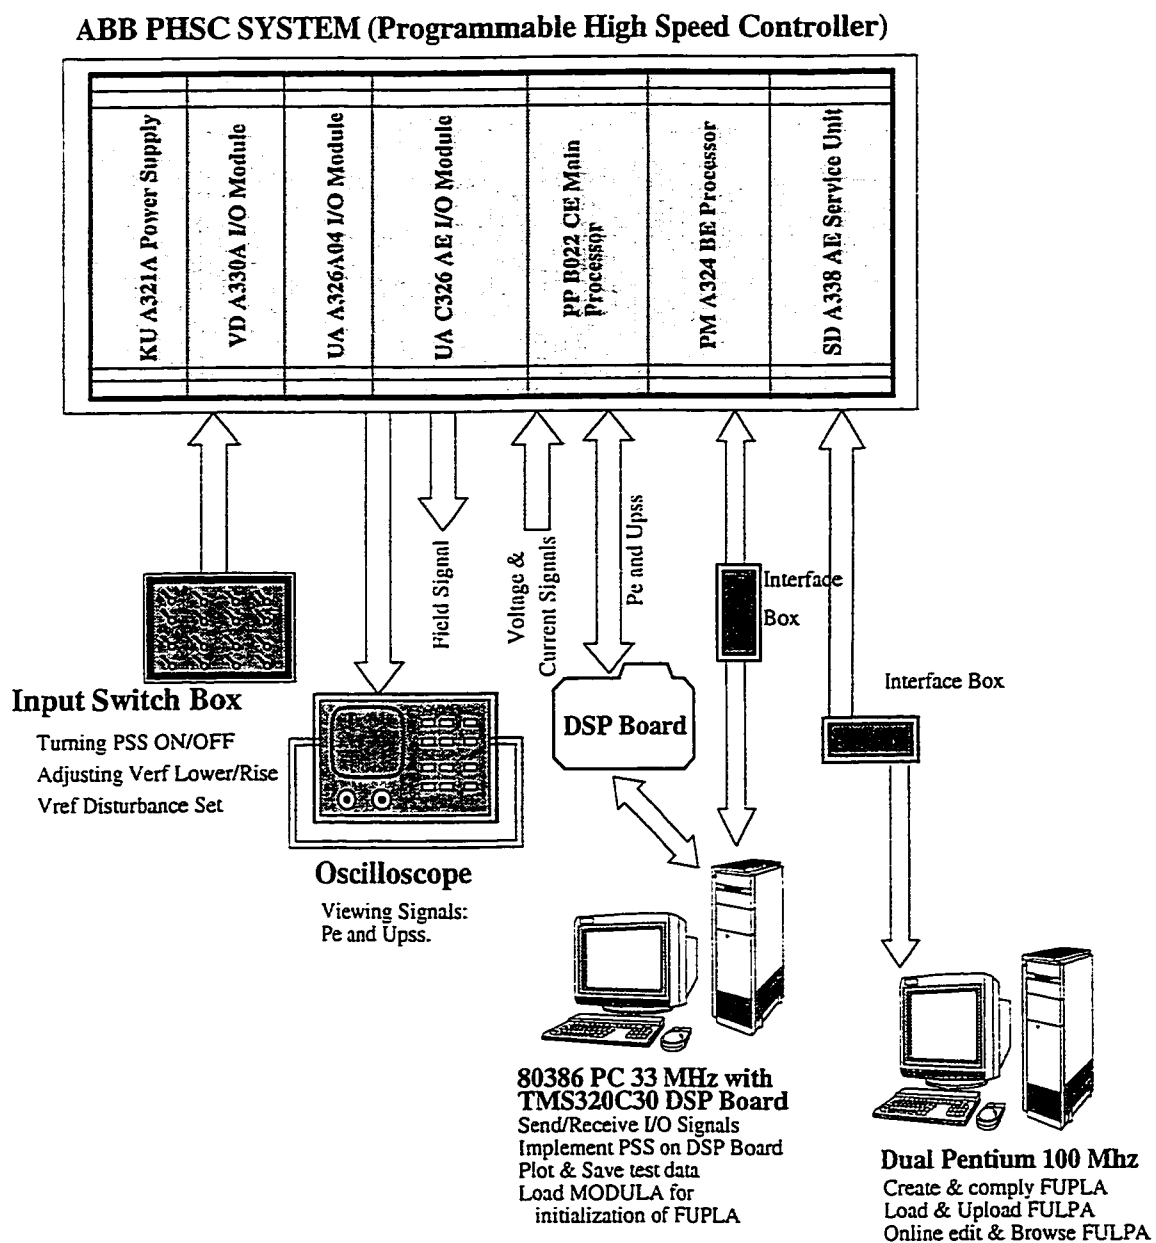 ABB PHSC SYSTEM (Programmable High Speed Controller)
KU A321A Power Supply
VD A330A I/O Module
UA A326A04 I/O Module
UA C326 AE I/O Module
PP B022 CE Main
Processor
PM A324 BE Processor
SD A338 AE Service Unit
Field Signal
Voltage &
Current Signals
Pe and Upss
Interface
Box
Interface Box
Input Switch Box
Turning PSS ON/OFF
Adjusting Verf Lower/Rise
Vref Disturbance Set
DSP Board
Oscilloscope
Viewing Signals:
Pe and Upss.
80386 PC 33 MHz with
TMS320C30 DSP Board
Send/Receive I/O Signals
Implement PSS on DSP Board
Plot & Save test data
Load MODULA for
initialization of FUPLA
Dual Pentium 100 Mhz
Create & comply FUPLA
Load & Upload FULPA
Online edit & Browse FULPA